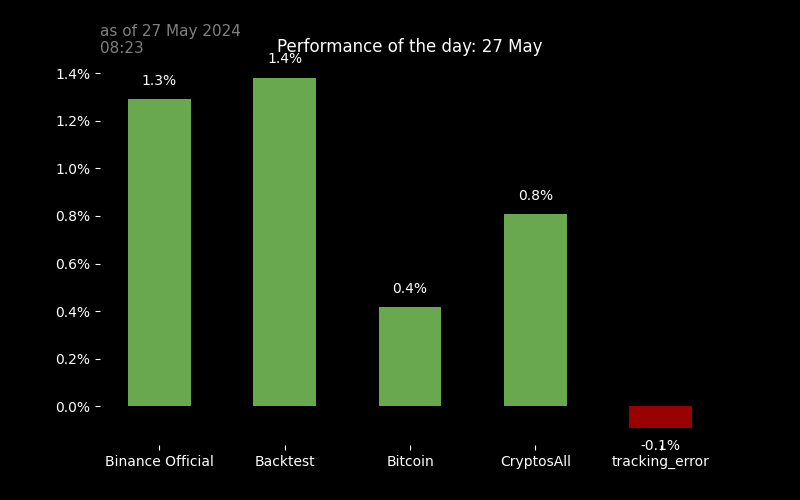 as of 27 May 2024
08:23
Performance of the day: 27 May
1.4%
1.2%
1.0%
0.8%
0.6%
0.4%
0.2%
0.0%
1.3%
1.4%
0.4%
0.8%
-0.1%
Binance Official
Backtest
Bitcoin
CryptosAll
tracking_error